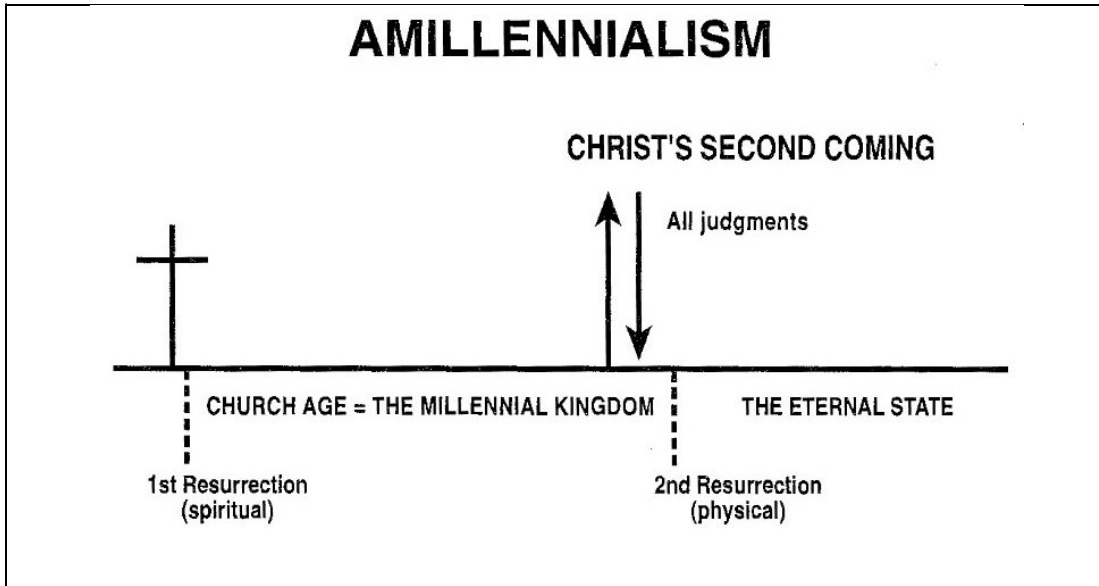 AMILLENNIALISM
CHRIST'S SECOND COMING
All judgments
CHURCH AGE = THE MILLENNIAL KINGDOM
THE ETERNAL STATE
1st Resurrection
(spiritual)
2nd Resurrection
(physical)